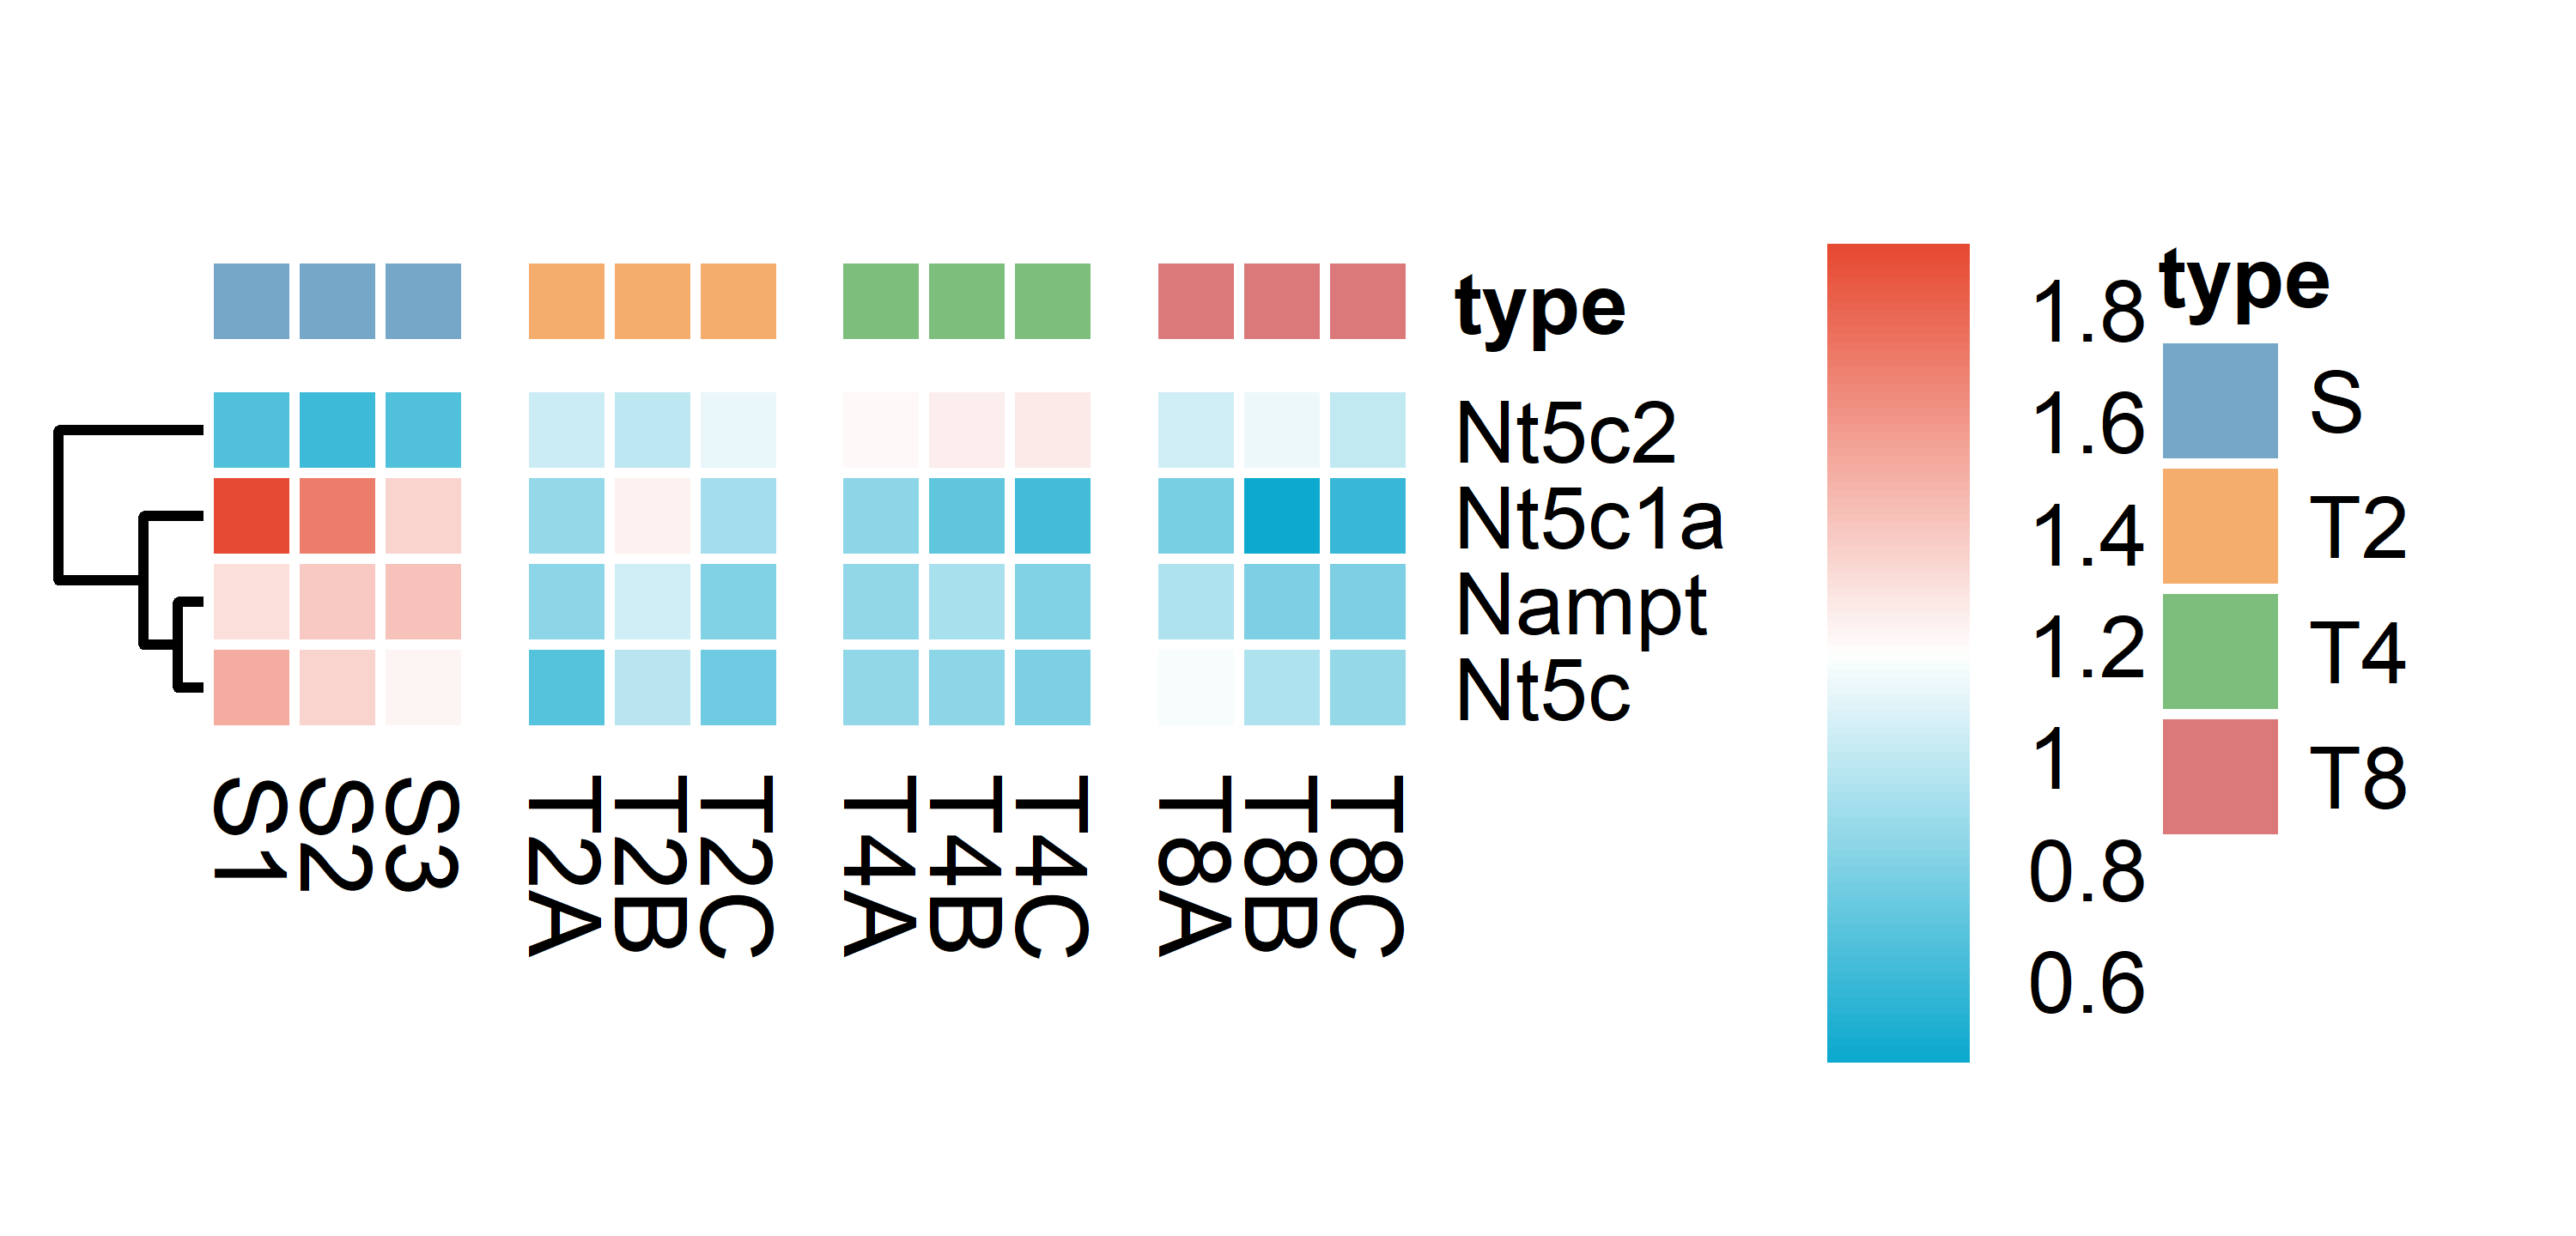 type
Nt5c2
Nt5c1a
Nampt
Nt5c
S1
S2
S3
T2A
T2B
T2C
T4A
T4B
T4C
T8A
T8B
T8C
1.8
1.6
1.4
1.2
1
0.8
0.6
type
S
T2
T4
T8